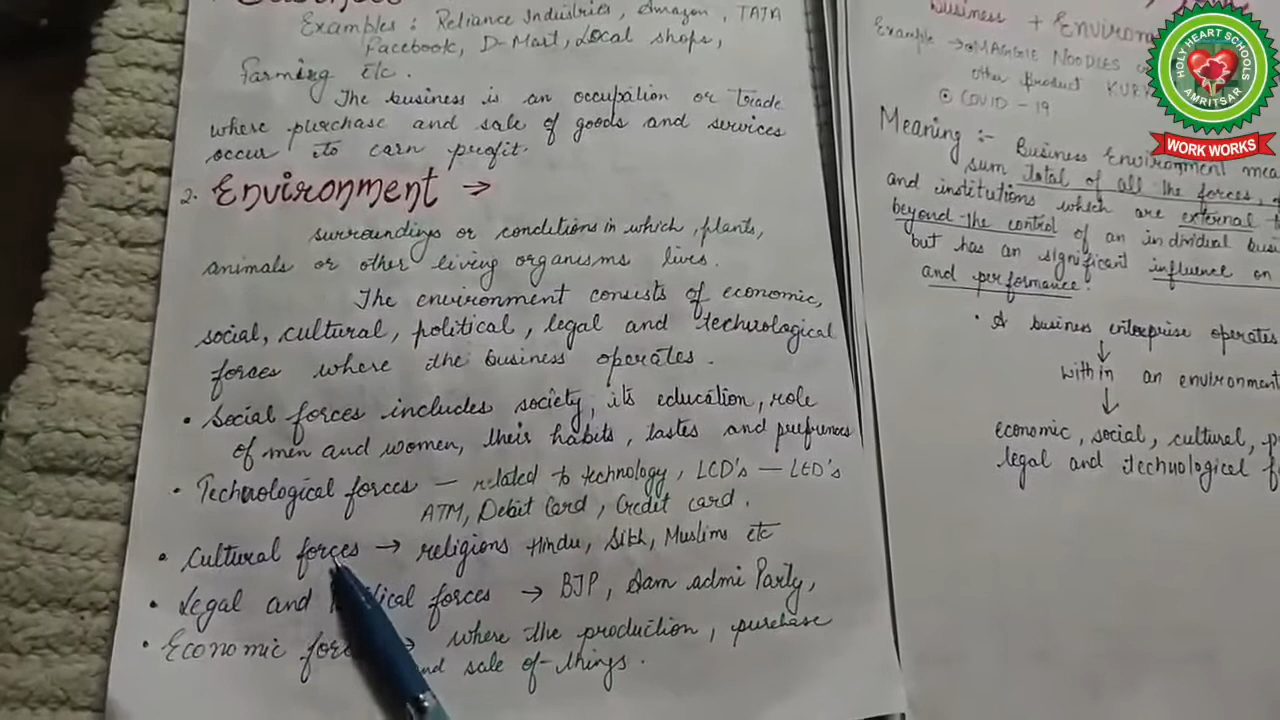 Examples : Reliance Industries, Amazon, TATA
Facebook, D-Mart, Local shops,
Farming etc.
The business is an occupation or trade
where purchase and sale of goods and services
occur to earn profit.
2. Environment →
surroundings or conditions in which, plants,
animals or other living organisms lives.
The environment consists of economic,
social, cultural, political, legal and technological
forces where the business operates.
• Social forces includes society, its education, role
of men and women, their habits, tastes and prefrences
• Technological forces — related to technology, LCD's — LED's
ATM, Debit Card, Credit card.
• Cultural forces → religions Hindu, Sikh, Muslims etc
• Legal and forces → BJP, Aam admi Party,
• Economic → where the production, purchase
and sale of things.
Business + Environ
Example → MAGGIE NOODLES
other Product
⊙ COVID - 19
Meaning :- Business Environment mea
sum total of all the forces,
and institutions which are external
beyond the control of an individual busi
but has an significant influence on
and performance.
• A business enterprise operates
↓
within an environment
↓
economic, social, cultural,
legal and technological
HOLY HEART SCHOOLS
AMRITSAR
WORK WORKS